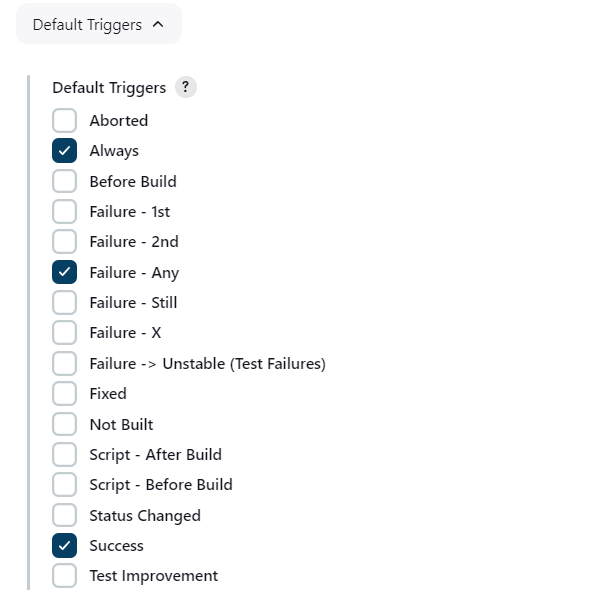 Default Triggers
Default Triggers ?
Aborted
Always
Before Build
Failure - 1st
Failure - 2nd
Failure - Any
Failure - Still
Failure - X
Failure -> Unstable (Test Failures)
Fixed
Not Built
Script - After Build
Script - Before Build
Status Changed
Success
Test Improvement